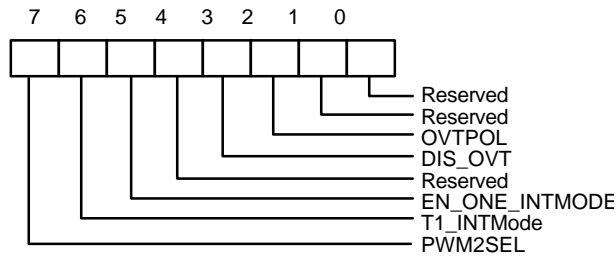 7 6 5 4 3 2 1 0
Reserved
Reserved
OVTPOL
DIS_OVT
Reserved
EN_ONE_INTMODE
T1_INTMode
PWM2SEL